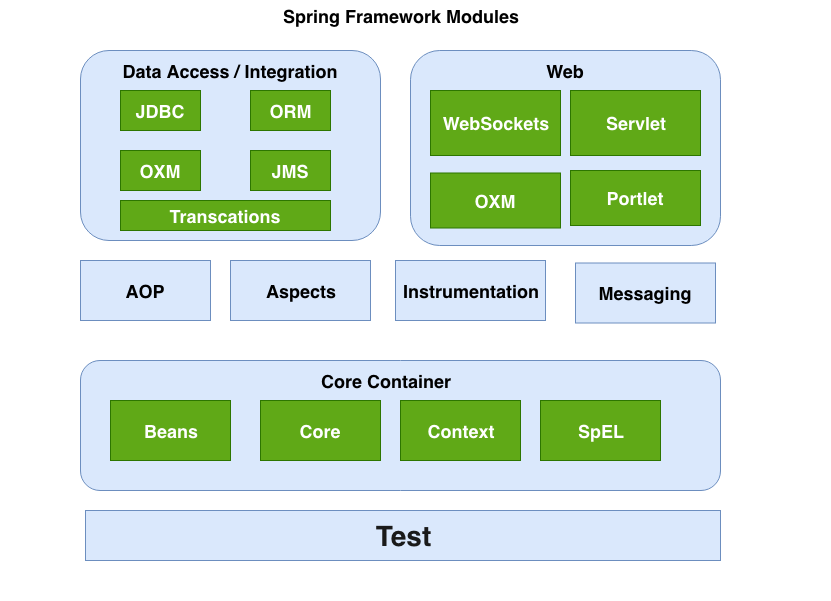 Spring Framework Modules
Data Access / Integration
JDBC
ORM
OXM
JMS
Transcations
Web
WebSockets
Servlet
OXM
Portlet
AOP
Aspects
Instrumentation
Messaging
Core Container
Beans
Core
Context
SpEL
Test